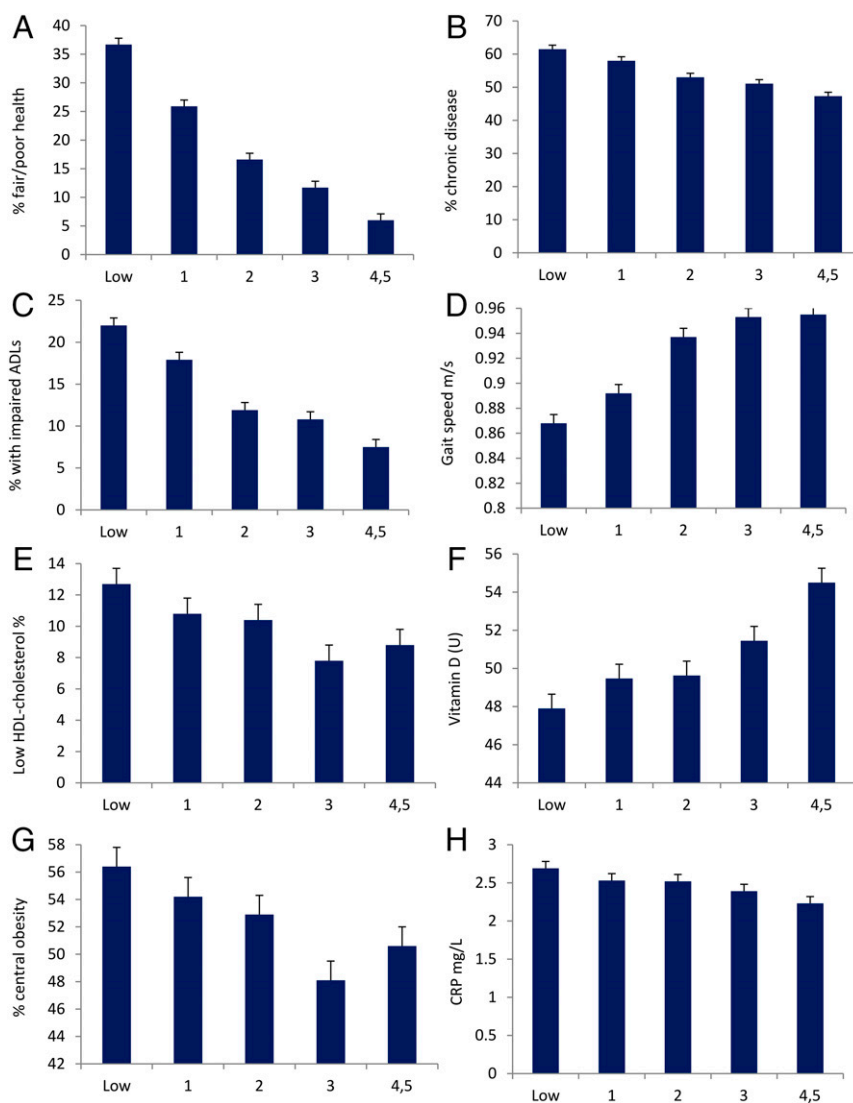 A
% fair/poor health
40
35
30
25
20
15
10
5
0
Low 1 2 3 4,5
B
% chronic disease
70
60
50
40
30
20
10
0
Low 1 2 3 4,5
C
% with impaired ADLs
25
20
15
10
5
0
Low 1 2 3 4,5
D
Gait speed m/s
0.96
0.94
0.92
0.9
0.88
0.86
0.84
0.82
0.8
Low 1 2 3 4,5
E
Low HDL-cholesterol %
14
12
10
8
6
4
2
0
Low 1 2 3 4,5
F
Vitamin D (U)
56
54
52
50
48
46
44
Low 1 2 3 4,5
G
% central obesity
58
56
54
52
50
48
46
44
42
Low 1 2 3 4,5
H
CRP mg/L
3
2.5
2
1.5
1
0.5
0
Low 1 2 3 4,5